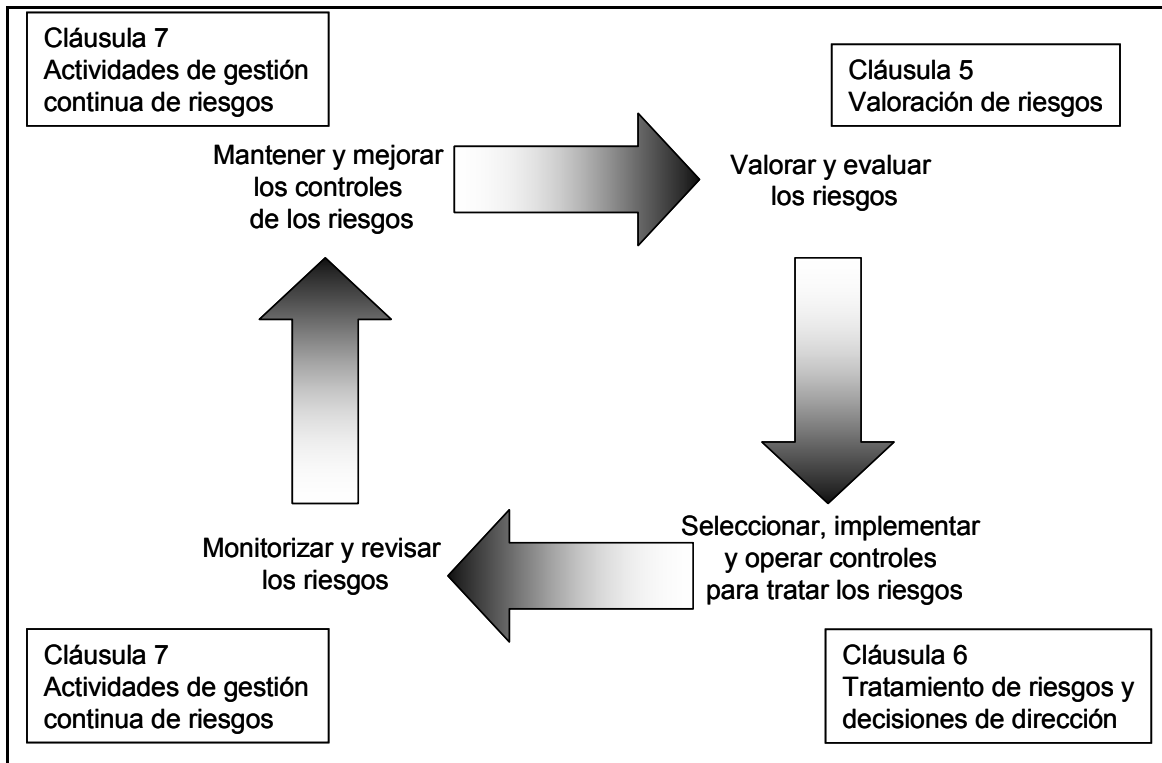 Cláusula 7
Actividades de gestión
continua de riesgos
Cláusula 5
Valoración de riesgos
Mantener y mejorar
los controles
de los riesgos
Valorar y evaluar
los riesgos
Seleccionar, implementar
y operar controles
para tratar los riesgos
Monitorizar y revisar
los riesgos
Cláusula 7
Actividades de gestión
continua de riesgos
Cláusula 6
Tratamiento de riesgos y
decisiones de dirección